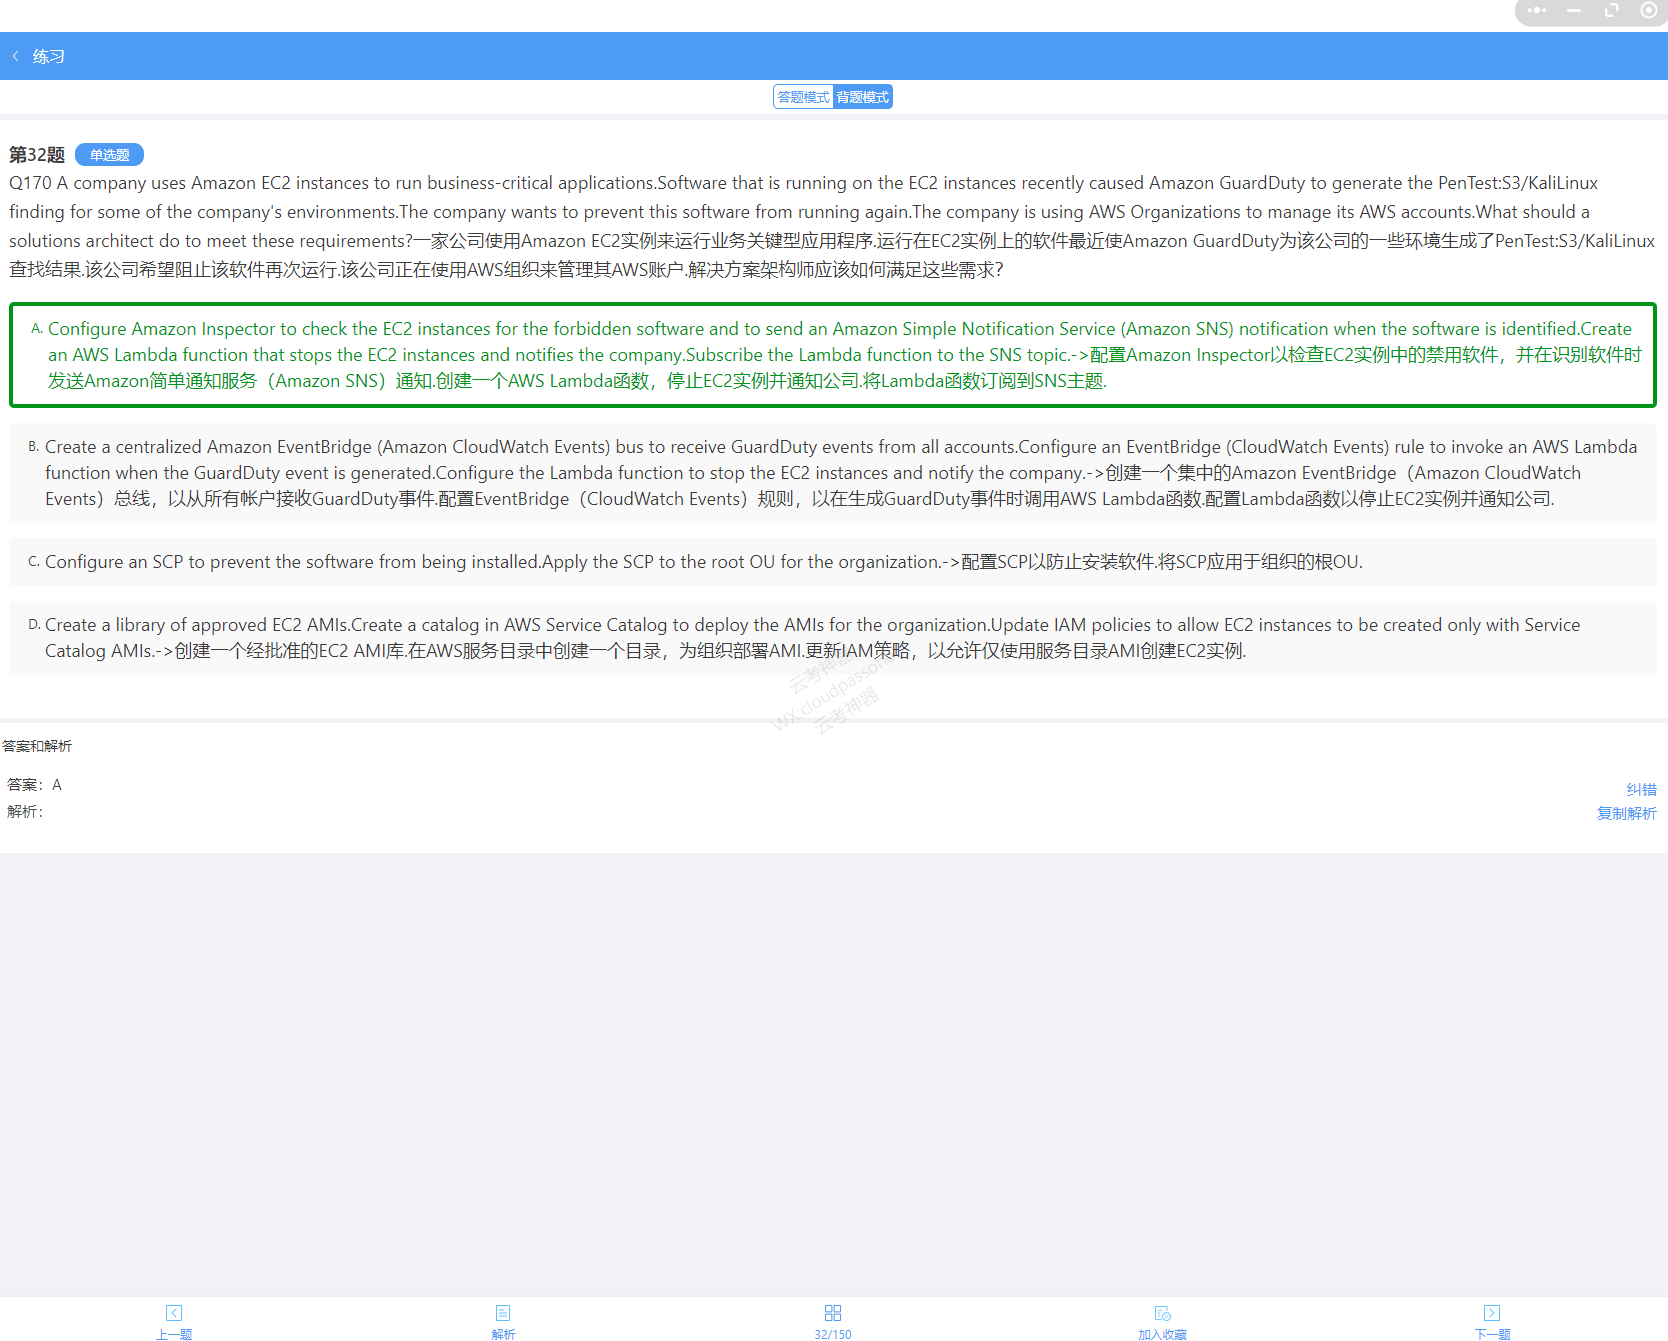 练习
答题模式 背题模式
第32题 单选题
Q170 A company uses Amazon EC2 instances to run business-critical applications.Software that is running on the EC2 instances recently caused Amazon GuardDuty to generate the PenTest:S3/KaliLinux
finding for some of the company's environments.The company wants to prevent this software from running again.The company is using AWS Organizations to manage its AWS accounts.What should a
solutions architect do to meet these requirements?一家公司使用Amazon EC2实例来运行业务关键型应用程序.运行在EC2实例上的软件最近使Amazon GuardDuty为该公司的一些环境生成了PenTest:S3/KaliLinux
查找结果.该公司希望阻止该软件再次运行.该公司正在使用AWS组织来管理其AWS账户.解决方案架构师应该如何满足这些需求？
A. Configure Amazon Inspector to check the EC2 instances for the forbidden software and to send an Amazon Simple Notification Service (Amazon SNS) notification when the software is identified.Create
an AWS Lambda function that stops the EC2 instances and notifies the company.Subscribe the Lambda function to the SNS topic.->配置Amazon Inspector以检查EC2实例中的禁用软件，并在识别软件时
发送Amazon简单通知服务（Amazon SNS）通知.创建一个AWS Lambda函数，停止EC2实例并通知公司.将Lambda函数订阅到SNS主题.
B. Create a centralized Amazon EventBridge (Amazon CloudWatch Events) bus to receive GuardDuty events from all accounts.Configure an EventBridge (CloudWatch Events) rule to invoke an AWS Lambda
function when the GuardDuty event is generated.Configure the Lambda function to stop the EC2 instances and notify the company.->创建一个集中的Amazon EventBridge（Amazon CloudWatch
Events）总线，以从所有帐户接收GuardDuty事件.配置EventBridge（CloudWatch Events）规则，以在生成GuardDuty事件时调用AWS Lambda函数.配置Lambda函数以停止EC2实例并通知公司.
C. Configure an SCP to prevent the software from being installed.Apply the SCP to the root OU for the organization.->配置SCP以防止安装软件.将SCP应用于组织的根OU.
D. Create a library of approved EC2 AMIs.Create a catalog in AWS Service Catalog to deploy the AMIs for the organization.Update IAM policies to allow EC2 instances to be created only with Service
Catalog AMIs.->创建一个经批准的EC2 AMI库.在AWS服务目录中创建一个目录，为组织部署AMI.更新IAM策略，以允许仅使用服务目录AMI创建EC2实例.
云考神器
WX:cloudpassone
云考神器
答案和解析
答案：A
纠错
解析：
复制解析
上一题 解析 32/150 加入收藏 下一题